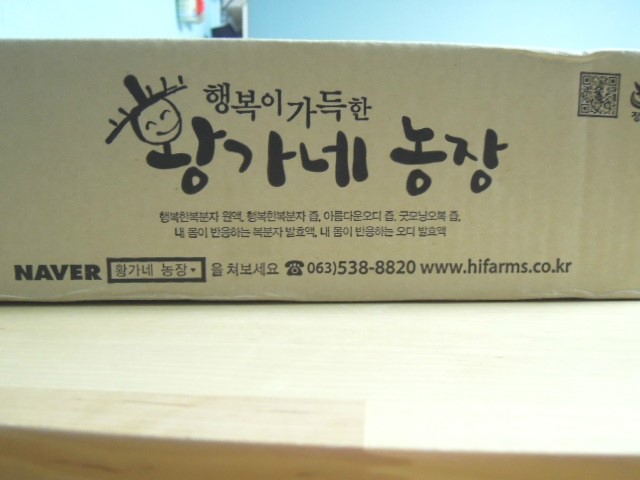 행복이 가득한
왕가네 농장
행복한복분자 원액, 행복한복분자 즙, 아름다운오디 즙, 굿모닝오복 즙,
내 몸이 반응하는 복분자 발효액, 내 몸이 반응하는 오디 발효액
NAVER 왕가네 농장 을 쳐보세요 ☎063)538-8820 www.hifarms.co.kr